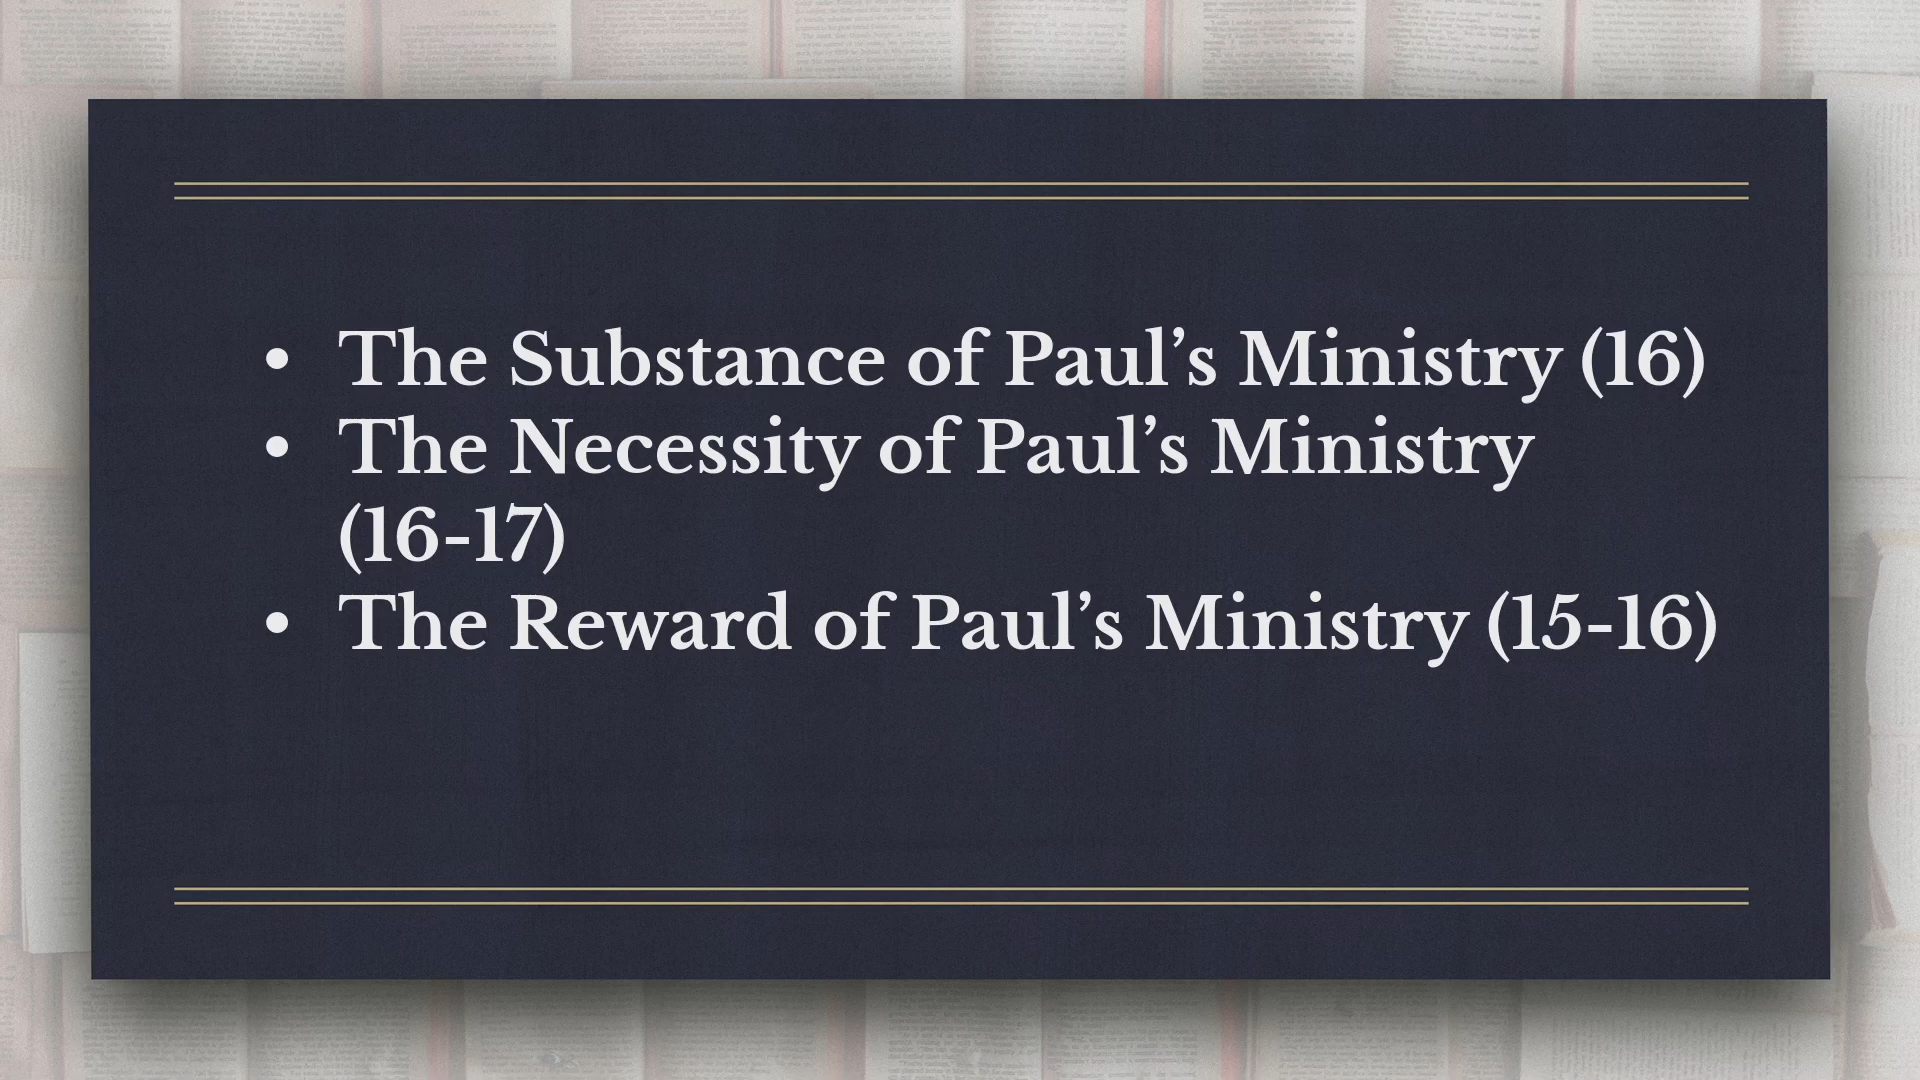 • The Substance of Paul’s Ministry (16)
• The Necessity of Paul’s Ministry
(16-17)
• The Reward of Paul’s Ministry (15-16)